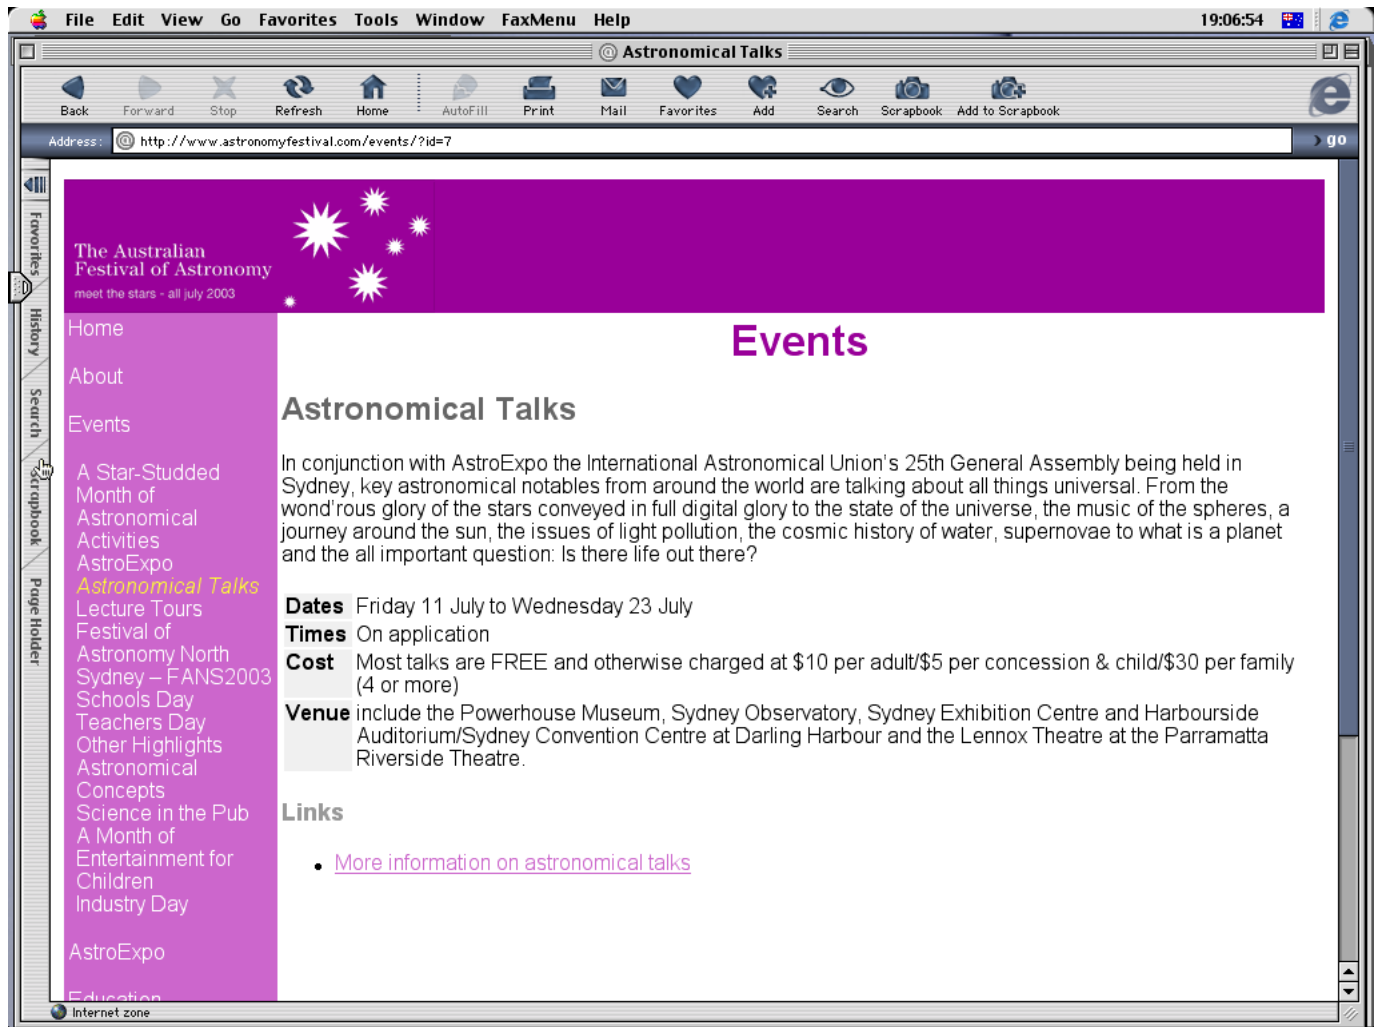 File Edit View Go Favorites Tools Window FaxMenu Help 19:06:54
Astronomical Talks
Back Forward Stop Refresh Home AutoFill Print Mail Favorites Add Search Scrapbook Add to Scrapbook
Address: http://www.astronomyfestival.com/events/?id=7 go
Favorites
History
Search
Scrapbook
Page Holder
The Australian
Festival of Astronomy
meet the stars - all july 2003
Home
About
Events
A Star-Studded
Month of
Astronomical
Activities
AstroExpo
Astronomical Talks
Lecture Tours
Festival of
Astronomy North
Sydney – FANS2003
Schools Day
Teachers Day
Other Highlights
Astronomical
Concepts
Science in the Pub
A Month of
Entertainment for
Children
Industry Day
AstroExpo
Education
Events
Astronomical Talks
In conjunction with AstroExpo the International Astronomical Union's 25th General Assembly being held in
Sydney, key astronomical notables from around the world are talking about all things universal. From the
wond'rous glory of the stars conveyed in full digital glory to the state of the universe, the music of the spheres, a
journey around the sun, the issues of light pollution, the cosmic history of water, supernovae to what is a planet
and the all important question: Is there life out there?
Dates Friday 11 July to Wednesday 23 July
Times On application
Cost Most talks are FREE and otherwise charged at $10 per adult/$5 per concession & child/$30 per family
(4 or more)
Venue include the Powerhouse Museum, Sydney Observatory, Sydney Exhibition Centre and Harbourside
Auditorium/Sydney Convention Centre at Darling Harbour and the Lennox Theatre at the Parramatta
Riverside Theatre.
Links
• More information on astronomical talks
Internet zone